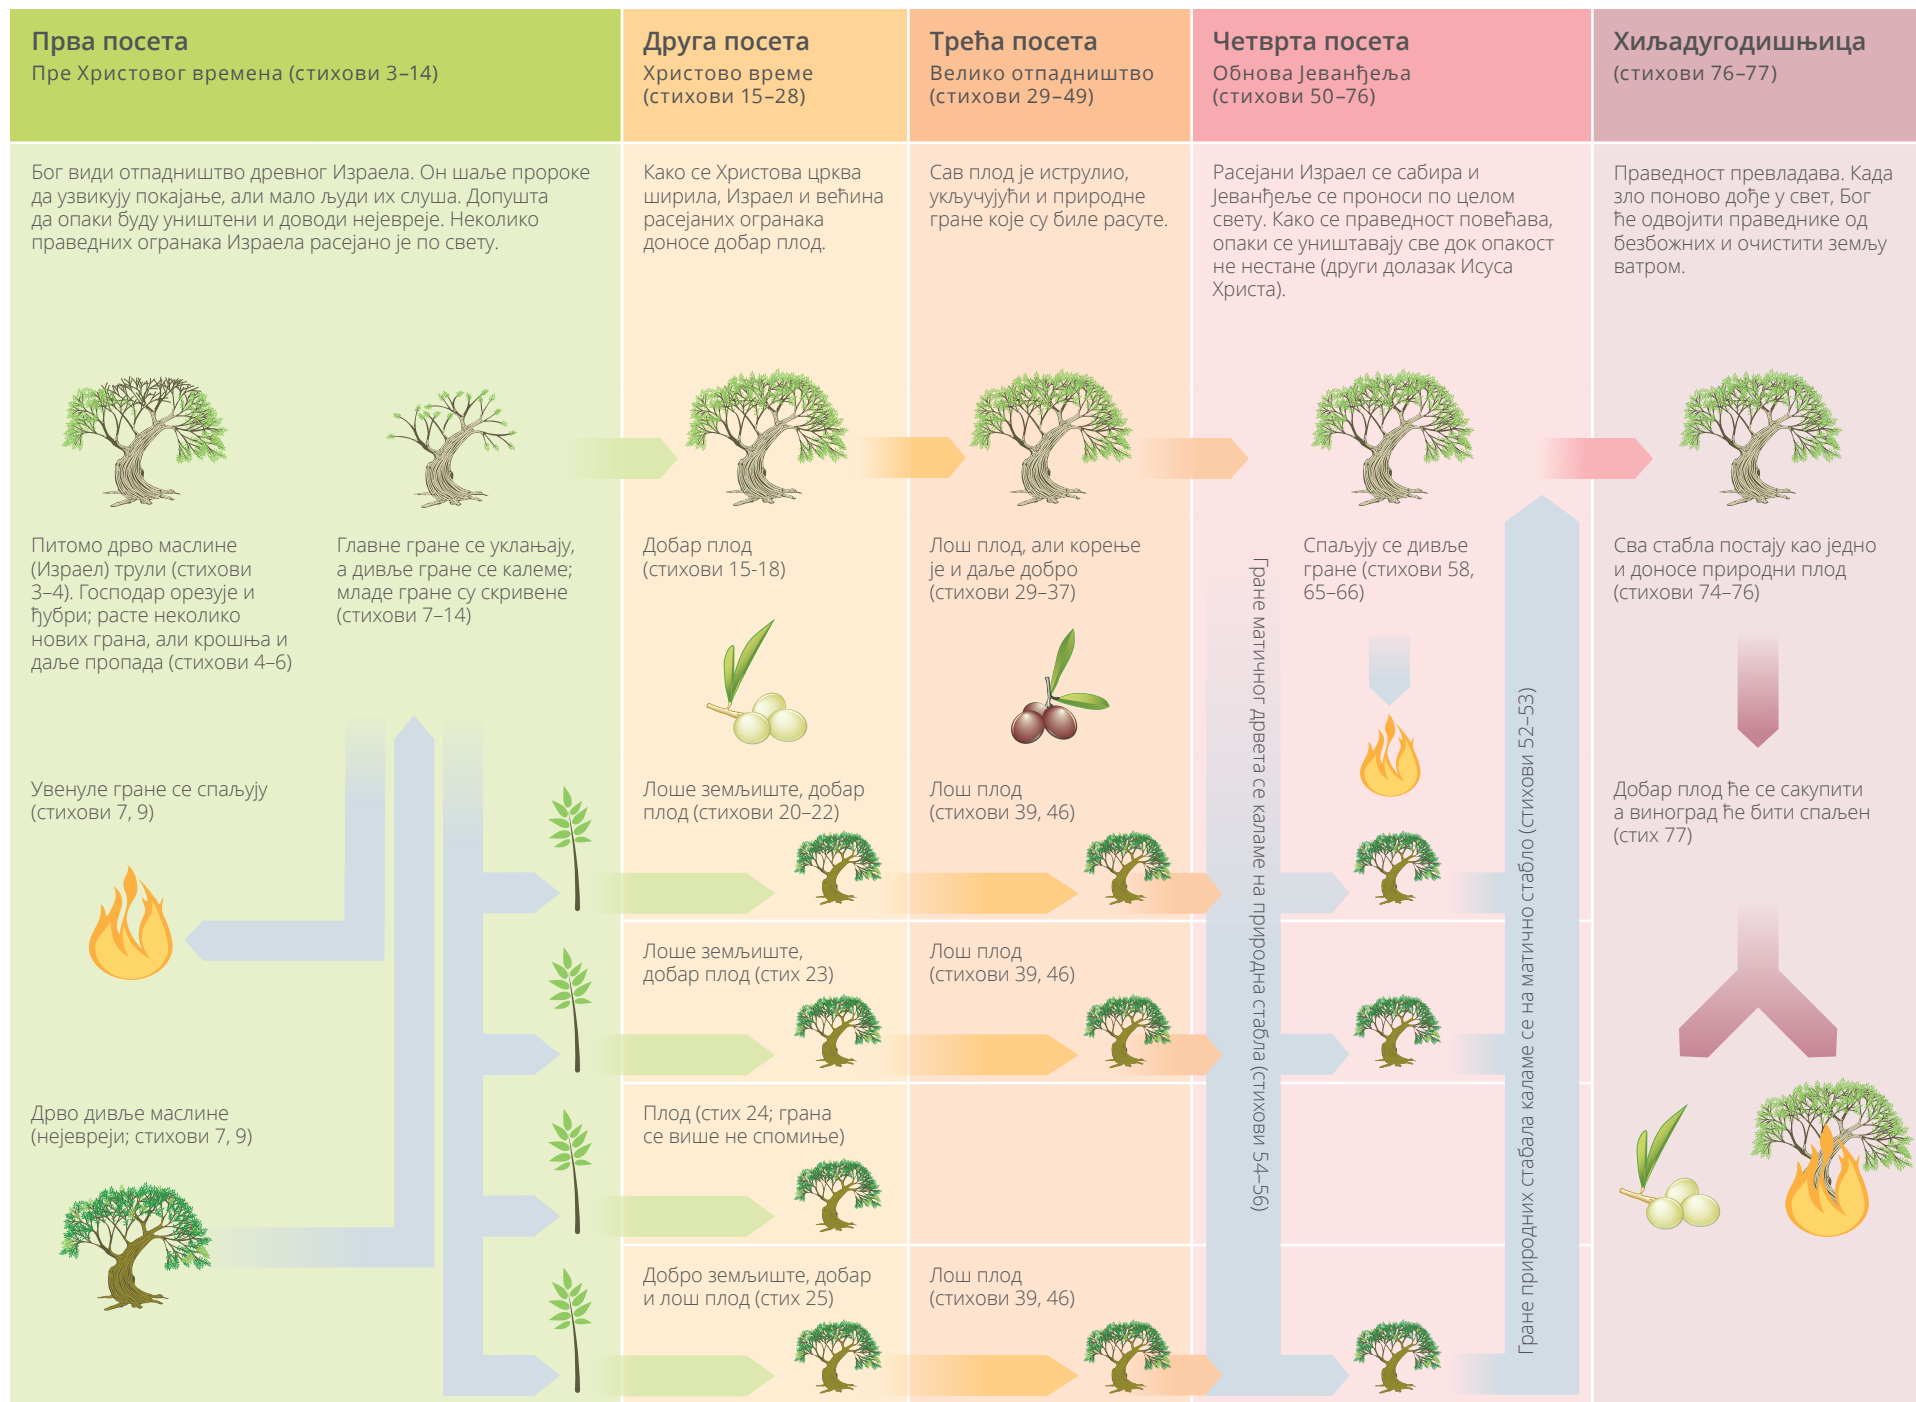 Прва посета
Пре Христовог времена (стихови 3–14)
Бог види отпадништво древног Израела. Он шаље пророке
да узвикују покајање, али мало људи их слуша. Допушта
да опаки буду уништени и доводи нејевреје. Неколико
праведних огранака Израела расејано је по свету.
Питомо дрво маслине
(Израел) трули (стихови
3–4). Господар орезује и
ђубри; расте неколико
нових грана, али крошња и
даље пропада (стихови 4–6)
Главне гране се уклањају,
а дивље гране се калеме;
младе гране су скривене
(стихови 7–14)
Увенуле гране се спаљују
(стихови 7, 9)
Дрво дивље маслине
(нејевреји; стихови 7, 9)
Друга посета
Христово време
(стихови 15–28)
Како се Христова црква
ширила, Израел и већина
расејаних огранака
доносе добар плод.
Добар плод
(стихови 15-18)
Лоше земљиште, добар
плод (стихови 20–22)
Лоше земљиште,
добар плод (стих 23)
Плод (стих 24; грана
се више не спомиње)
Добро земљиште, добар
и лош плод (стих 25)
Трећа посета
Велико отпадништво
(стихови 29–49)
Сав плод је иструлио,
укључујући и природне
гране које су биле расуте.
Лош плод, али корење
је и даље добро
(стихови 29–37)
Лош плод
(стихови 39, 46)
Лош плод
(стихови 39, 46)
Лош плод
(стихови 39, 46)
Четврта посета
Обнова Јеванђеља
(стихови 50–76)
Расејани Израел се сабира и
Јеванђеље се проноси по целом
свету. Како се праведност повећава,
опаки се уништавају све док опакост
не нестане (други долазак Исуса
Христа).
Гране матичног дрвета се каламе на природна стабла (стихови 54–56)
Спаљују се дивље
гране (стихови 58,
65–66)
Гране природних стабала каламе се на матично стабло (стихови 52–53)
Хиљадугодишњица
(стихови 76–77)
Праведност превладава. Када
зло поново дође у свет, Бог
ће одвојити праведнике од
безбожних и очистити земљу
ватром.
Сва стабла постају као једно
и доносе природни плод
(стихови 74–76)
Добар плод ће се сакупити
а виноград ће бити спаљен
(стих 77)